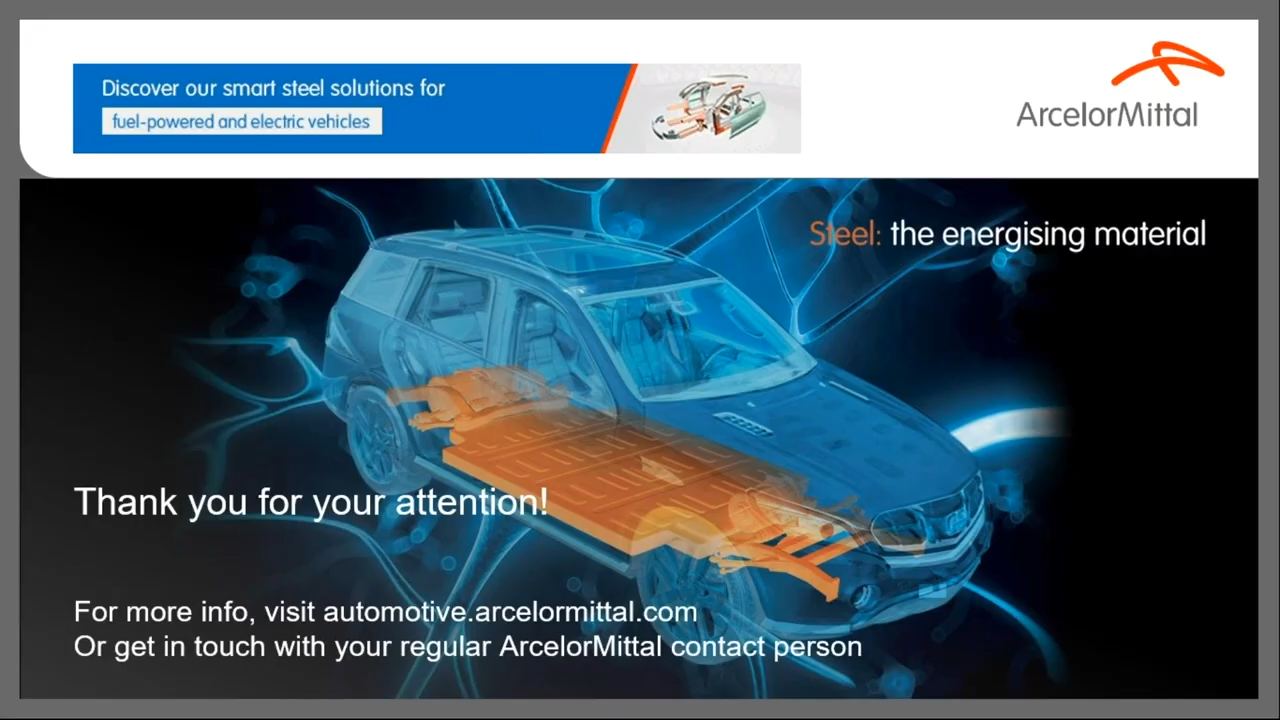 Discover our smart steel solutions for
fuel-powered and electric vehicles
ArcelorMittal
Steel: the energising material
Thank you for your attention!
For more info, visit automotive.arcelormittal.com
Or get in touch with your regular ArcelorMittal contact person